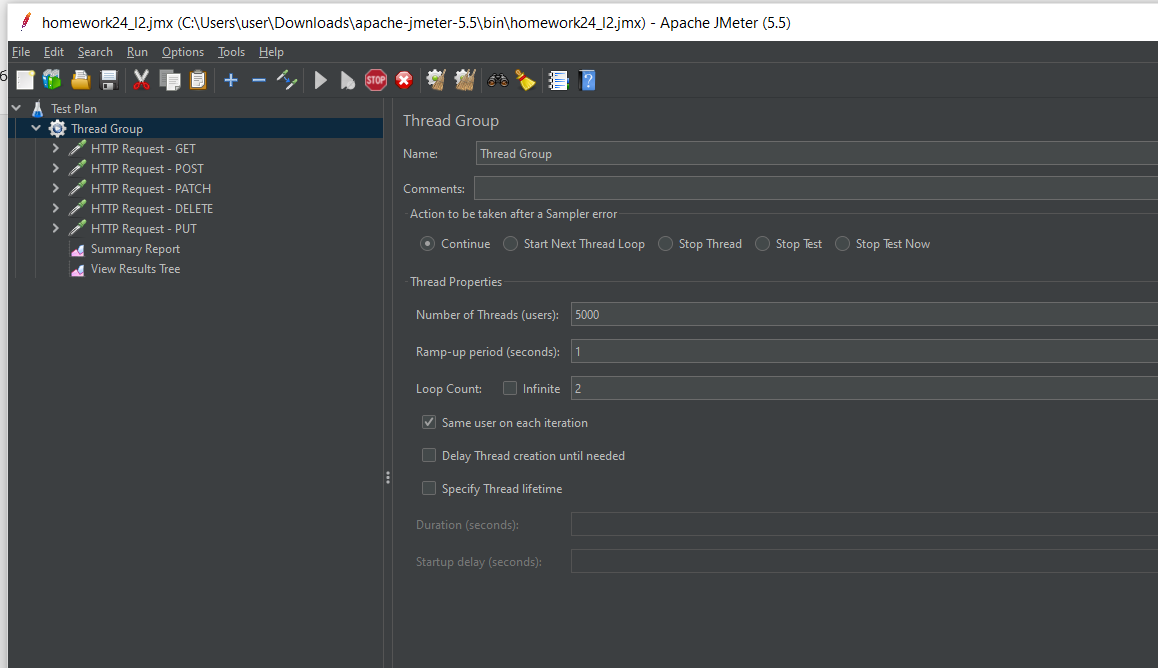 homework24_l2.jmx (C:\Users\user\Downloads\apache-jmeter-5.5\bin\homework24_l2.jmx) - Apache JMeter (5.5)
File Edit Search Run Options Tools Help
6
STOP
Test Plan
Thread Group
HTTP Request - GET
HTTP Request - POST
HTTP Request - PATCH
HTTP Request - DELETE
HTTP Request - PUT
Summary Report
View Results Tree
Thread Group
Name: Thread Group
Comments:
Action to be taken after a Sampler error
Continue Start Next Thread Loop Stop Thread Stop Test Stop Test Now
Thread Properties
Number of Threads (users): 5000
Ramp-up period (seconds): 1
Loop Count: Infinite 2
Same user on each iteration
Delay Thread creation until needed
Specify Thread lifetime
Duration (seconds):
Startup delay (seconds):